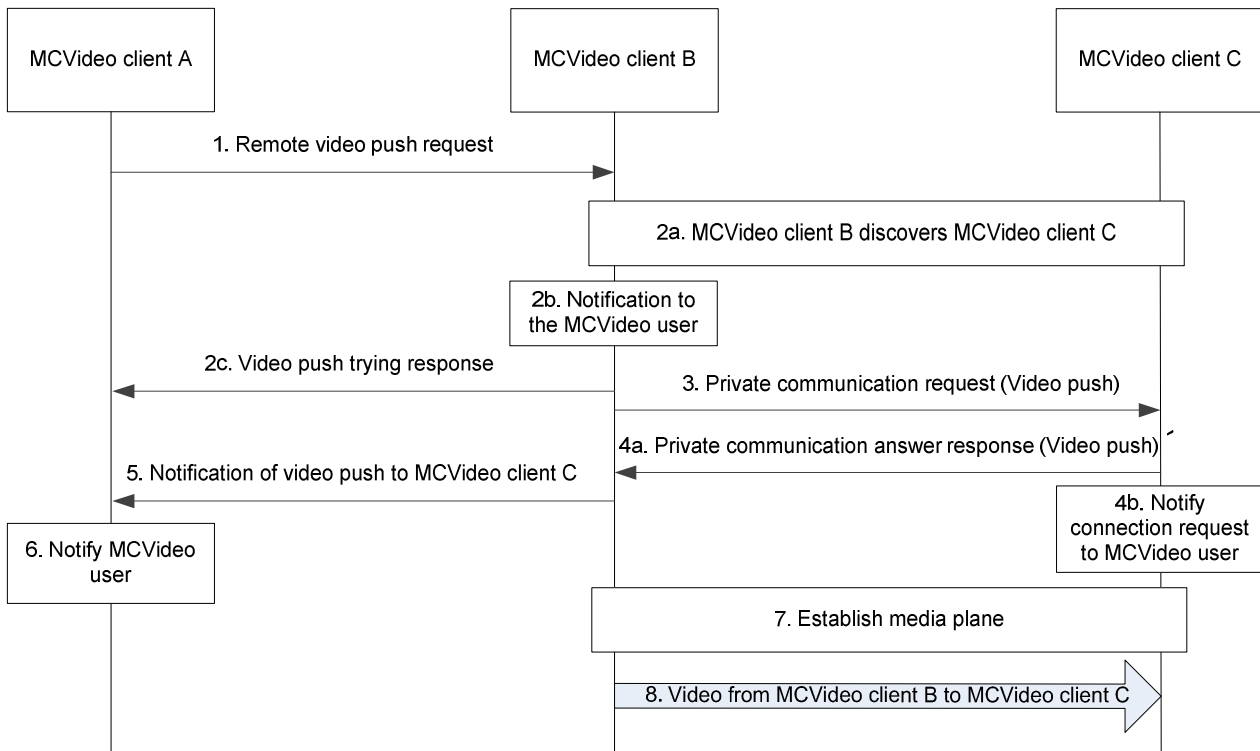 MCVideo client A
MCVideo client B
MCVideo client C
1. Remote video push request
2a. MCVideo client B discovers MCVideo client C
2b. Notification to
the MCVideo user
2c. Video push trying response
3. Private communication request (Video push)
4a. Private communication answer response (Video push)
5. Notification of video push to MCVideo client C
4b. Notify
connection request
to MCVideo user
6. Notify MCVideo
user
7. Establish media plane
8. Video from MCVideo client B to MCVideo client C